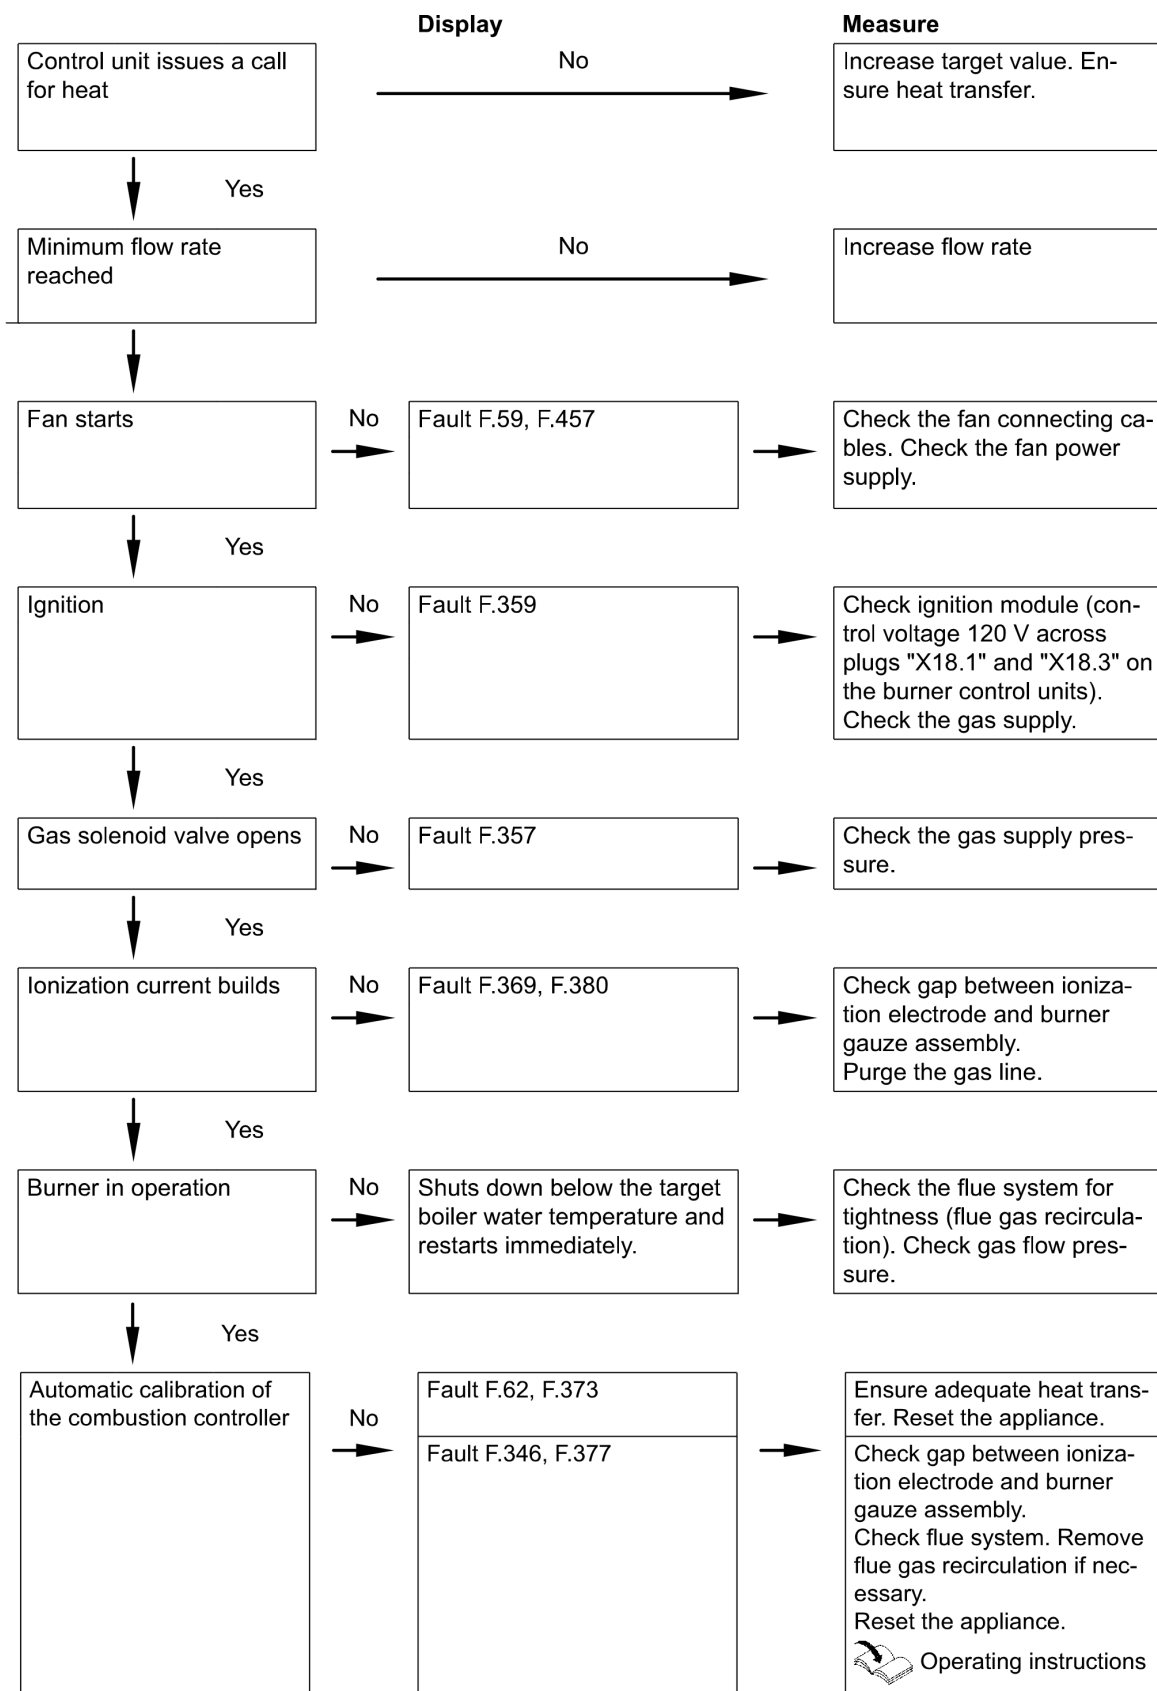 Display
Measure
Control unit issues a call
for heat
No
Increase target value. En-
sure heat transfer.
Yes
Minimum flow rate
reached
No
Increase flow rate
Fan starts
No
Fault F.59, F.457
Check the fan connecting ca-
bles. Check the fan power
supply.
Yes
Ignition
No
Fault F.359
Check ignition module (con-
trol voltage 120 V across
plugs "X18.1" and "X18.3" on
the burner control units).
Check the gas supply.
Yes
Gas solenoid valve opens
No
Fault F.357
Check the gas supply pres-
sure.
Yes
Ionization current builds
No
Fault F.369, F.380
Check gap between ioniza-
tion electrode and burner
gauze assembly.
Purge the gas line.
Yes
Burner in operation
No
Shuts down below the target
boiler water temperature and
restarts immediately.
Check the flue system for
tightness (flue gas recircula-
tion). Check gas flow pres-
sure.
Yes
Automatic calibration of
the combustion controller
No
Fault F.62, F.373
Ensure adequate heat trans-
fer. Reset the appliance.
Fault F.346, F.377
Check gap between ioniza-
tion electrode and burner
gauze assembly.
Check flue system. Remove
flue gas recirculation if nec-
essary.
Reset the appliance.
Operating instructions